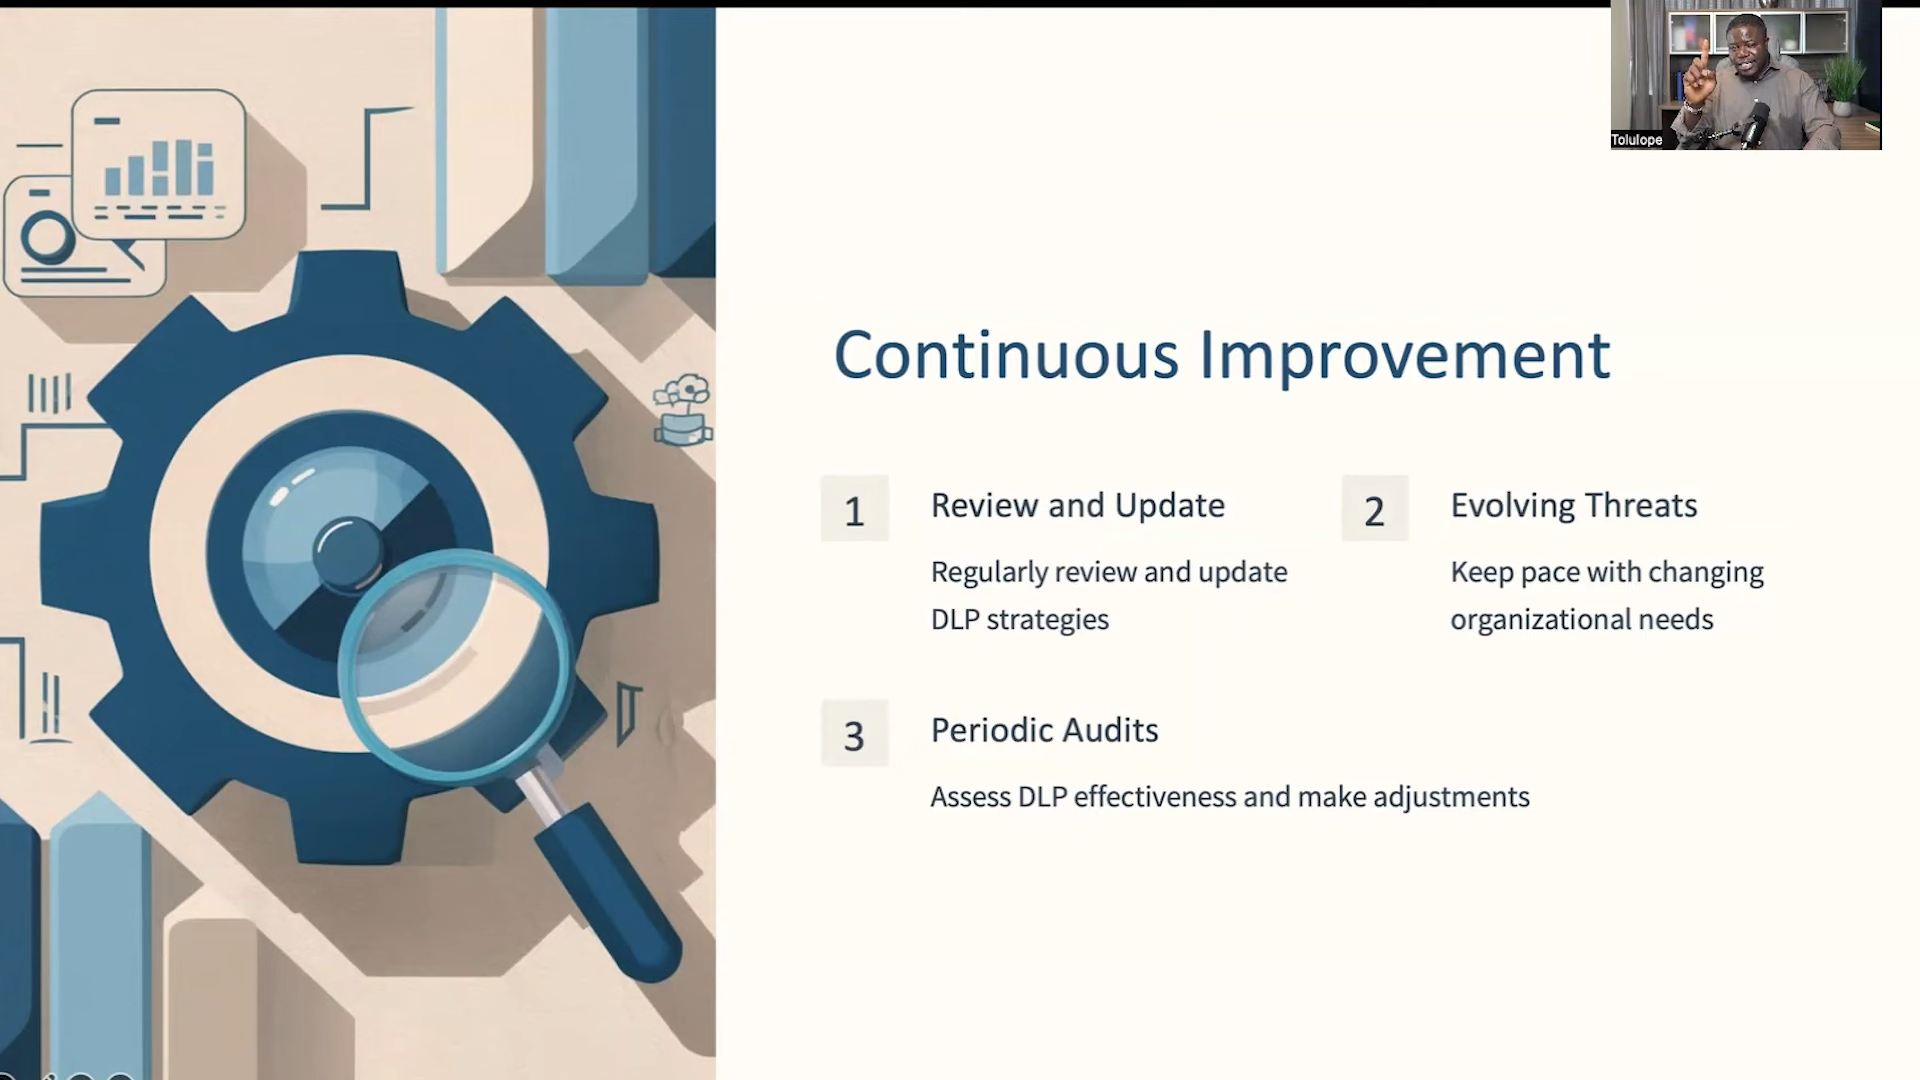 Tolulope
Continuous Improvement
1
Review and Update
Regularly review and update
DLP strategies
2
Evolving Threats
Keep pace with changing
organizational needs
3
Periodic Audits
Assess DLP effectiveness and make adjustments